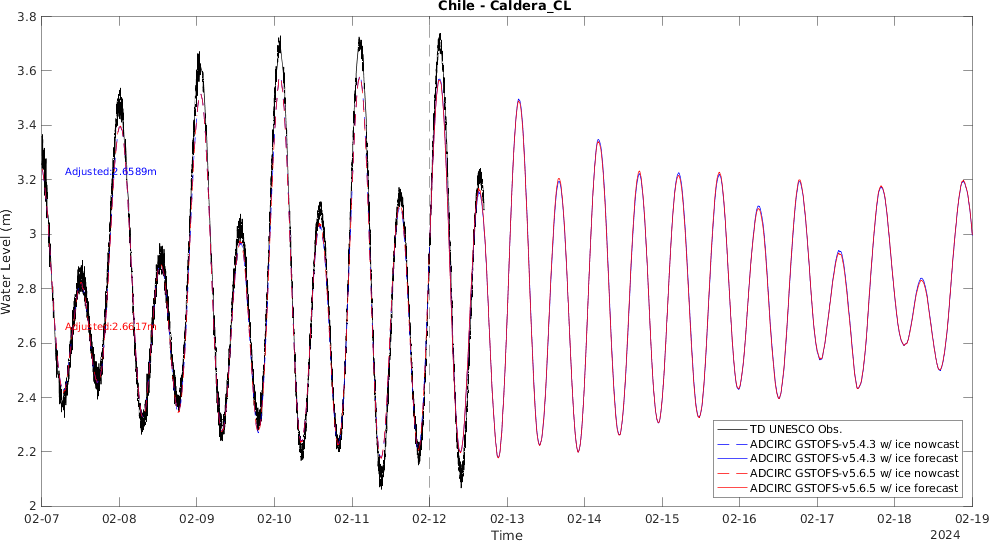 Chile - Caldera_CL
3.8
3.6
3.4
3.2
3
2.8
2.6
2.4
2.2
2
Water Level (m)
Adjusted:2.6589m
Adjusted:2.6617m
TD UNESCO Obs.
ADCIRC GSTOFS-v5.4.3 w/ ice nowcast
ADCIRC GSTOFS-v5.4.3 w/ ice forecast
ADCIRC GSTOFS-v5.6.5 w/ ice nowcast
ADCIRC GSTOFS-v5.6.5 w/ ice forecast
02-07 02-08 02-09 02-10 02-11 02-12 02-13 02-14 02-15 02-16 02-17 02-18 02-19
Time
2024